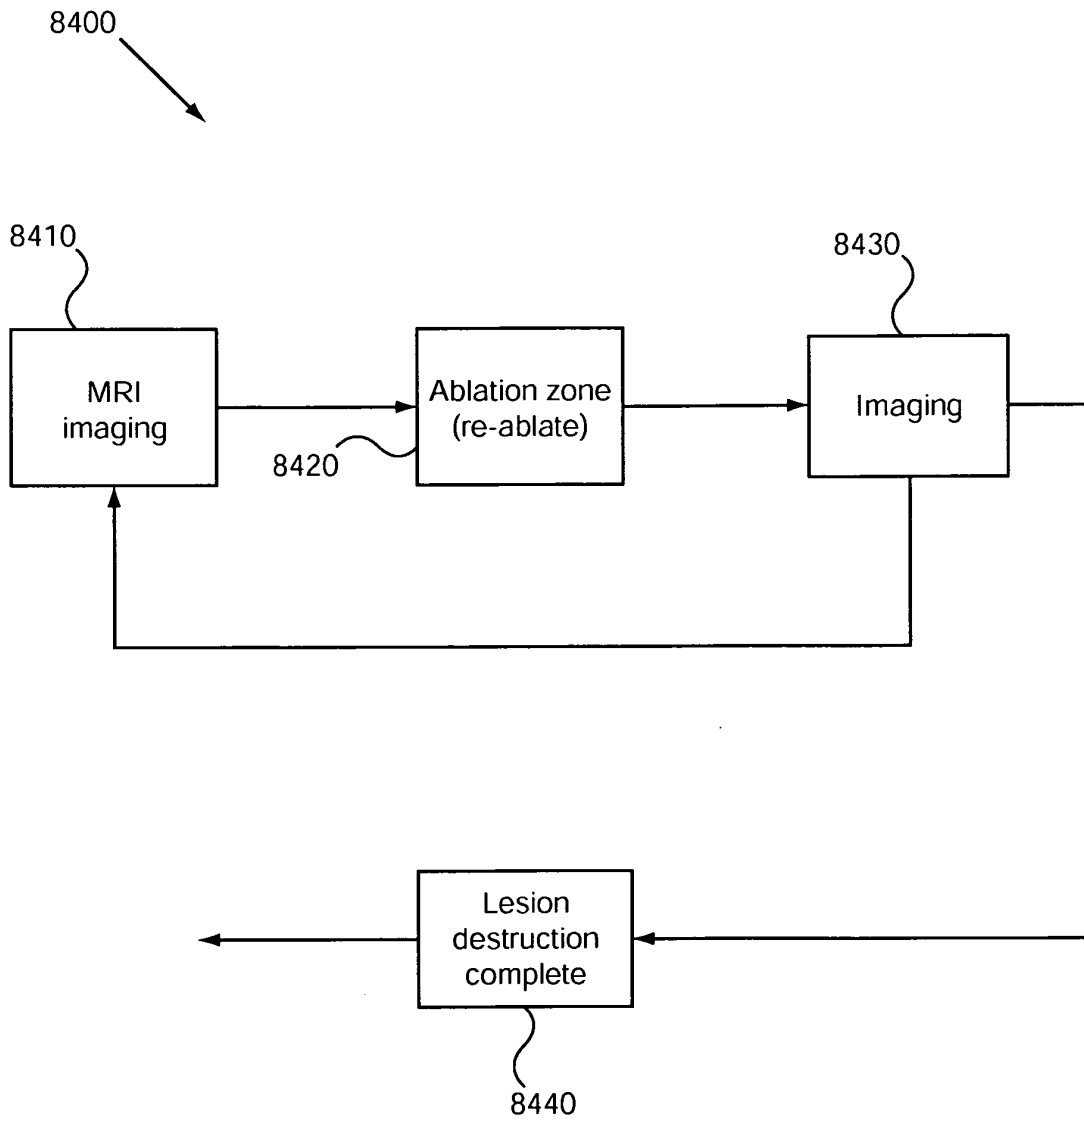 8400
8410
8430
MRI
imaging
Ablation zone
(re-ablate)
Imaging
8420
Lesion
destruction
complete
8440